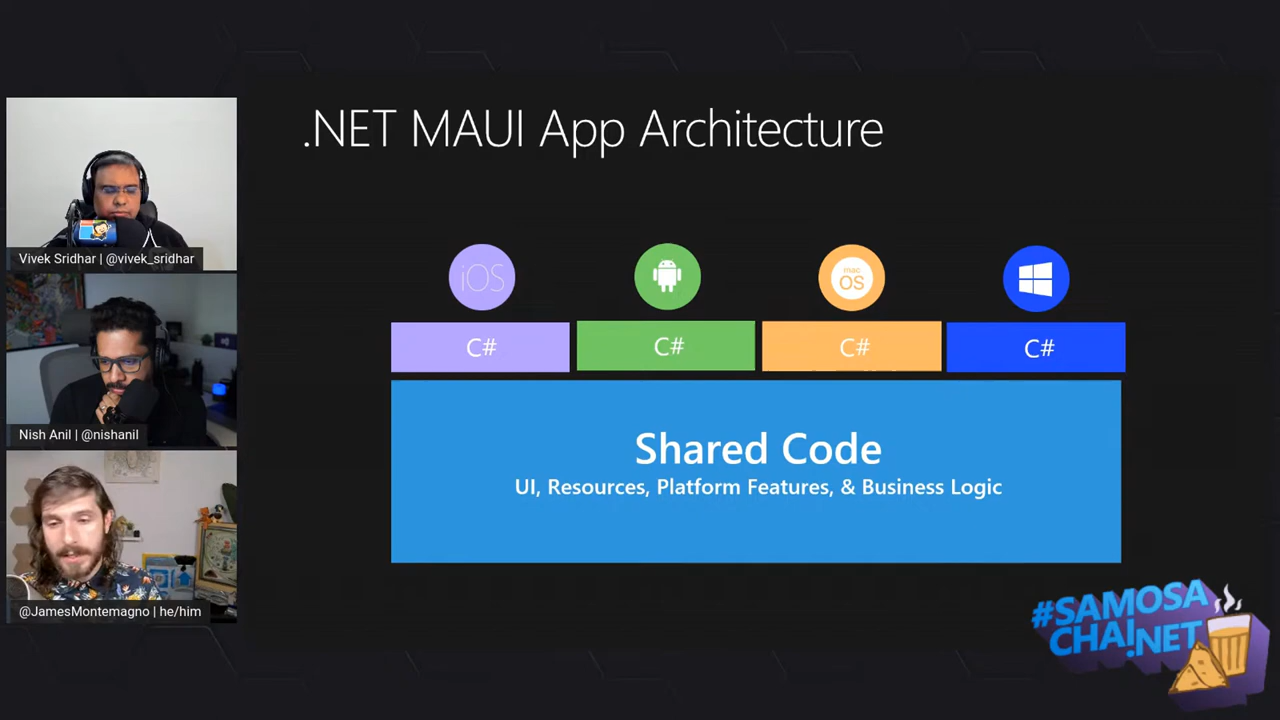 .NET MAUI App Architecture
iOS
mac
OS
C#
C#
C#
C#
Shared Code
UI, Resources, Platform Features, & Business Logic
Vivek Sridhar | @vivek_sridhar
Nish Anil | @nishanil
@JamesMontemagno | he/him
#SAMOSA
CHAI.NET